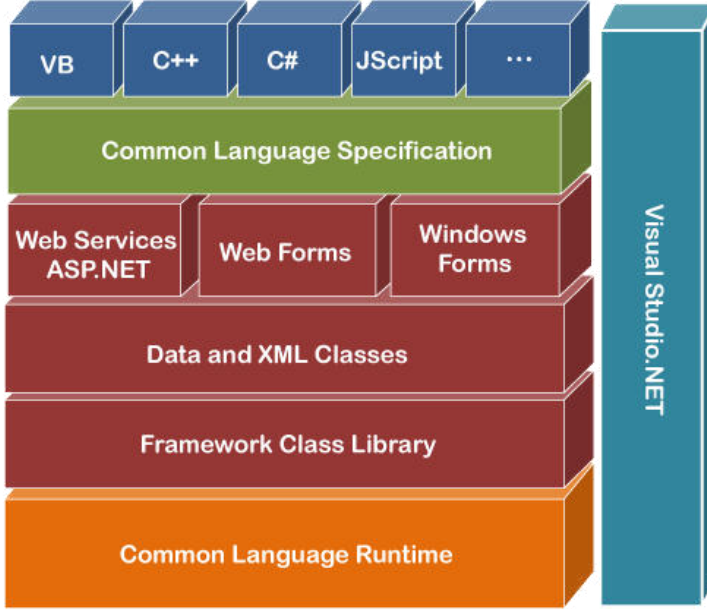 VB
C++
C#
JScript
...
Common Language Specification
Web Services
ASP.NET
Web Forms
Windows
Forms
Data and XML Classes
Framework Class Library
Common Language Runtime
Visual Studio.NET